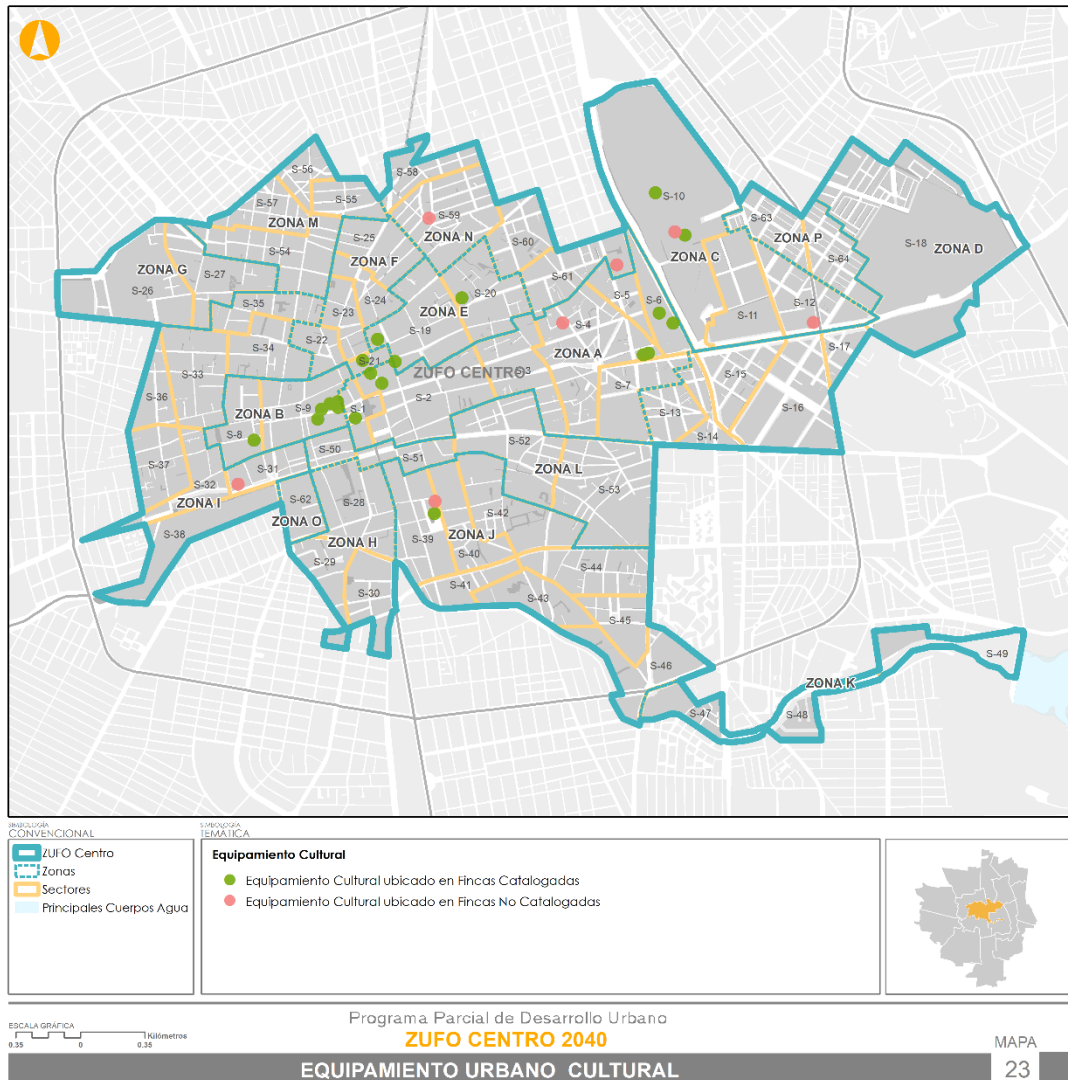 S-56
S-58
S-57
S-55
S-10
S-59
S-63
ZONA M
S-25
ZONA N
ZONA P
S-54
S-60
S-18
ZONA D
ZONA C
S-64
ZONA G
S-27
ZONA F
S-61
S-26
S-20
S-5
S-24
S-6
S-35
S-12
S-23
ZONA E
S-11
S-4
S-19
S-22
S-34
S-17
ZONA A
S-21
S-33
ZUFO CENTRO
S-3
S-15
S-7
S-36
S-2
S-9
S-1
S-16
ZONA B
S-13
S-8
S-14
S-52
S-50
S-51
S-37
S-31
ZONA L
S-32
S-53
ZONA I
S-62
S-28
S-42
ZONA O
S-38
S-39
ZONA J
ZONA H
S-40
S-29
S-44
S-41
S-30
S-43
S-45
S-49
S-46
ZONA K
S-47
S-48
SIMBOLOGÍA
CONVENCIONAL
ZUFO Centro
Zonas
Sectores
Principales Cuerpos Agua
SIMBOLOGÍA
TEMATICA
Equipamiento Cultural
Equipamiento Cultural ubicado en Fincas Catalogadas
Equipamiento Cultural ubicado en Fincas No Catalogadas
ESCALA GRÁFICA
Kilómetros
0.35 0 0.35
Programa Parcial de Desarrollo Urbano
ZUFO CENTRO 2040
EQUIPAMIENTO URBANO CULTURAL
MAPA
23